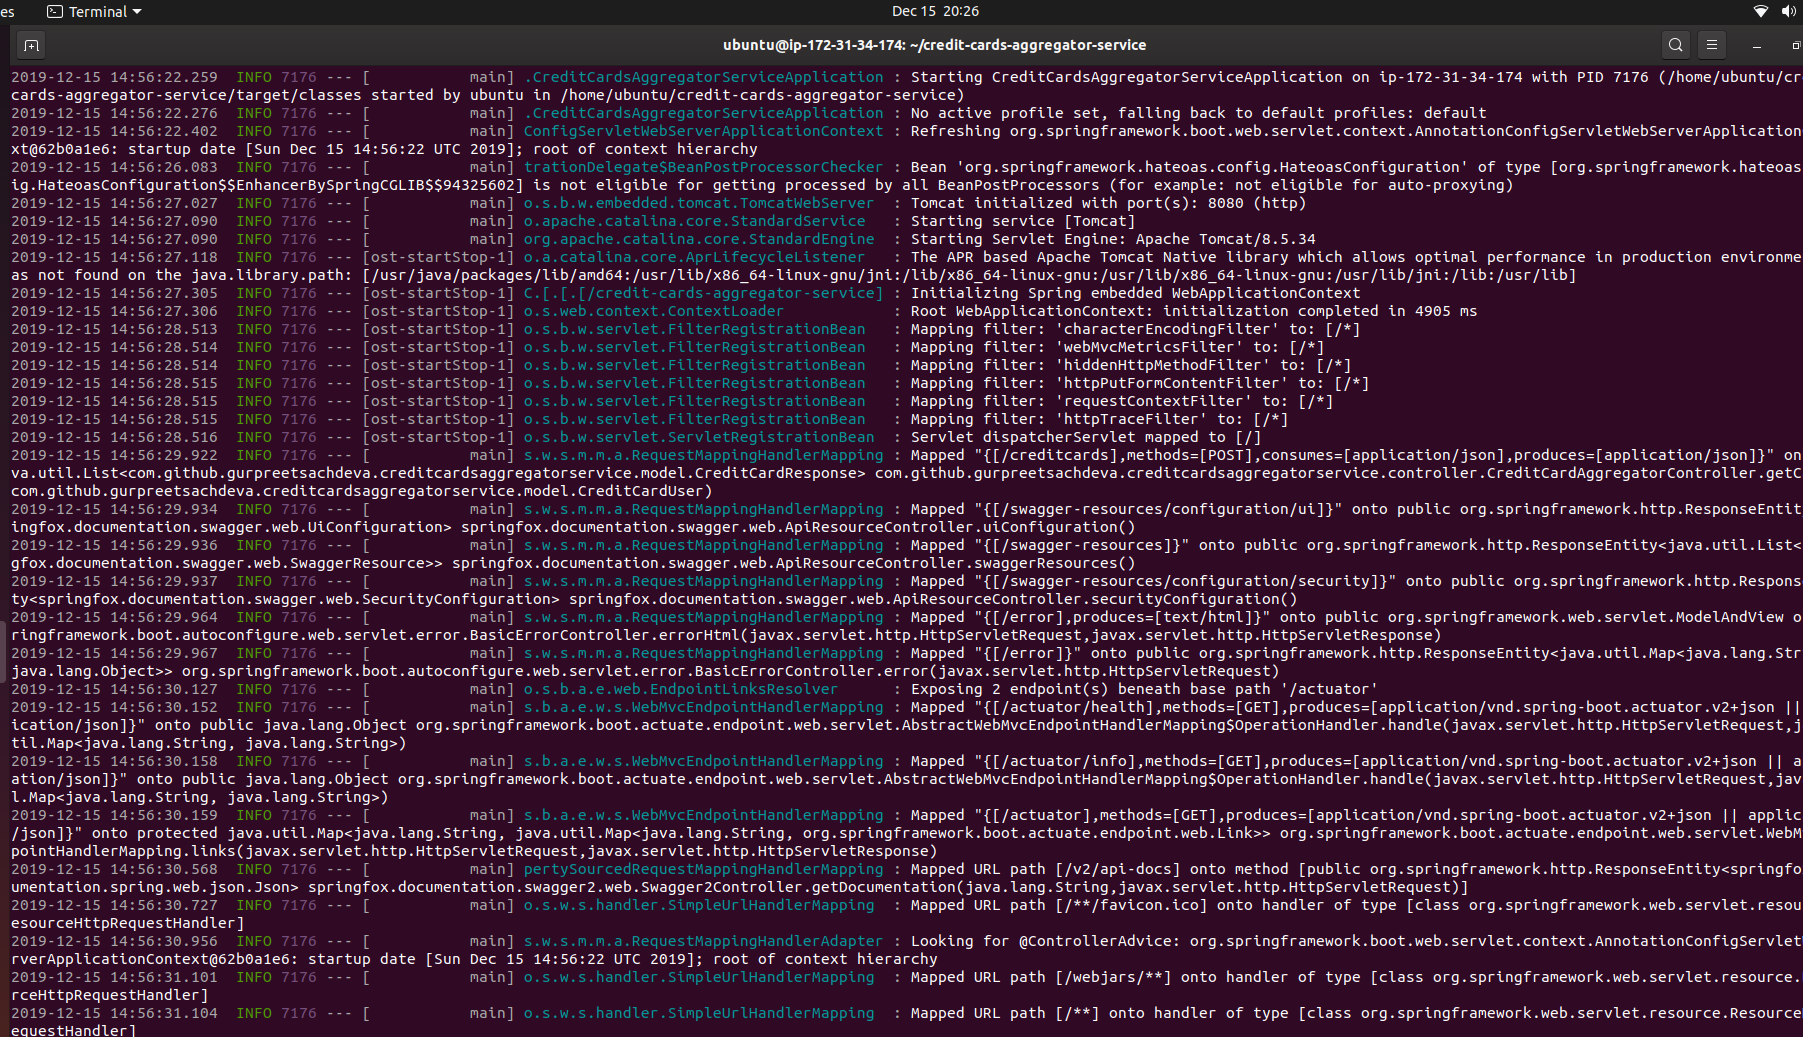 es Terminal Dec 15 20:26
ubuntu@ip-172-31-34-174: ~/credit-cards-aggregator-service
2019-12-15 14:56:22.259  INFO 7176 --- [           main] .CreditCardsAggregatorServiceApplication : Starting CreditCardsAggregatorServiceApplication on ip-172-31-34-174 with PID 7176 (/home/ubuntu/cr
cards-aggregator-service/target/classes started by ubuntu in /home/ubuntu/credit-cards-aggregator-service)
2019-12-15 14:56:22.276  INFO 7176 --- [           main] .CreditCardsAggregatorServiceApplication : No active profile set, falling back to default profiles: default
2019-12-15 14:56:22.402  INFO 7176 --- [           main] ConfigServletWebServerApplicationContext : Refreshing org.springframework.boot.web.servlet.context.AnnotationConfigServletWebServerApplication
xt@62b0a1e6: startup date [Sun Dec 15 14:56:22 UTC 2019]; root of context hierarchy
2019-12-15 14:56:26.083  INFO 7176 --- [           main] trationDelegate$BeanPostProcessorChecker : Bean 'org.springframework.hateoas.config.HateoasConfiguration' of type [org.springframework.hateoas
ig.HateoasConfiguration$$EnhancerBySpringCGLIB$$94325602] is not eligible for getting processed by all BeanPostProcessors (for example: not eligible for auto-proxying)
2019-12-15 14:56:27.027  INFO 7176 --- [           main] o.s.b.w.embedded.tomcat.TomcatWebServer  : Tomcat initialized with port(s): 8080 (http)
2019-12-15 14:56:27.090  INFO 7176 --- [           main] o.apache.catalina.core.StandardService   : Starting service [Tomcat]
2019-12-15 14:56:27.090  INFO 7176 --- [           main] org.apache.catalina.core.StandardEngine  : Starting Servlet Engine: Apache Tomcat/8.5.34
2019-12-15 14:56:27.118  INFO 7176 --- [ost-startStop-1] o.a.catalina.core.AprLifecycleListener   : The APR based Apache Tomcat Native library which allows optimal performance in production environme
as not found on the java.library.path: [/usr/java/packages/lib/amd64:/usr/lib/x86_64-linux-gnu/jni:/lib/x86_64-linux-gnu:/usr/lib/x86_64-linux-gnu:/usr/lib/jni:/lib:/usr/lib]
2019-12-15 14:56:27.305  INFO 7176 --- [ost-startStop-1] C.[.[.[/credit-cards-aggregator-service] : Initializing Spring embedded WebApplicationContext
2019-12-15 14:56:27.306  INFO 7176 --- [ost-startStop-1] o.s.web.context.ContextLoader            : Root WebApplicationContext: initialization completed in 4905 ms
2019-12-15 14:56:28.513  INFO 7176 --- [ost-startStop-1] o.s.b.w.servlet.FilterRegistrationBean   : Mapping filter: 'characterEncodingFilter' to: [/*]
2019-12-15 14:56:28.514  INFO 7176 --- [ost-startStop-1] o.s.b.w.servlet.FilterRegistrationBean   : Mapping filter: 'webMvcMetricsFilter' to: [/*]
2019-12-15 14:56:28.514  INFO 7176 --- [ost-startStop-1] o.s.b.w.servlet.FilterRegistrationBean   : Mapping filter: 'hiddenHttpMethodFilter' to: [/*]
2019-12-15 14:56:28.515  INFO 7176 --- [ost-startStop-1] o.s.b.w.servlet.FilterRegistrationBean   : Mapping filter: 'httpPutFormContentFilter' to: [/*]
2019-12-15 14:56:28.515  INFO 7176 --- [ost-startStop-1] o.s.b.w.servlet.FilterRegistrationBean   : Mapping filter: 'requestContextFilter' to: [/*]
2019-12-15 14:56:28.515  INFO 7176 --- [ost-startStop-1] o.s.b.w.servlet.FilterRegistrationBean   : Mapping filter: 'httpTraceFilter' to: [/*]
2019-12-15 14:56:28.516  INFO 7176 --- [ost-startStop-1] o.s.b.w.servlet.ServletRegistrationBean  : Servlet dispatcherServlet mapped to [/]
2019-12-15 14:56:29.922  INFO 7176 --- [           main] s.w.s.m.m.a.RequestMappingHandlerMapping : Mapped "{[/creditcards],methods=[POST],consumes=[application/json],produces=[application/json]}" on
va.util.List<com.github.gurpreetsachdeva.creditcardsaggregatorservice.model.CreditCardResponse> com.github.gurpreetsachdeva.creditcardsaggregatorservice.controller.CreditCardAggregatorController.getC
com.github.gurpreetsachdeva.creditcardsaggregatorservice.model.CreditCardUser)
2019-12-15 14:56:29.934  INFO 7176 --- [           main] s.w.s.m.m.a.RequestMappingHandlerMapping : Mapped "{[/swagger-resources/configuration/ui]}" onto public org.springframework.http.ResponseEntit
ingfox.documentation.swagger.web.UiConfiguration> springfox.documentation.swagger.web.ApiResourceController.uiConfiguration()
2019-12-15 14:56:29.936  INFO 7176 --- [           main] s.w.s.m.m.a.RequestMappingHandlerMapping : Mapped "{[/swagger-resources]}" onto public org.springframework.http.ResponseEntity<java.util.List<
gfox.documentation.swagger.web.SwaggerResource>> springfox.documentation.swagger.web.ApiResourceController.swaggerResources()
2019-12-15 14:56:29.937  INFO 7176 --- [           main] s.w.s.m.m.a.RequestMappingHandlerMapping : Mapped "{[/swagger-resources/configuration/security]}" onto public org.springframework.http.Respons
ty<springfox.documentation.swagger.web.SecurityConfiguration> springfox.documentation.swagger.web.ApiResourceController.securityConfiguration()
2019-12-15 14:56:29.964  INFO 7176 --- [           main] s.w.s.m.m.a.RequestMappingHandlerMapping : Mapped "{[/error],produces=[text/html]}" onto public org.springframework.web.servlet.ModelAndView o
ringframework.boot.autoconfigure.web.servlet.error.BasicErrorController.errorHtml(javax.servlet.http.HttpServletRequest,javax.servlet.http.HttpServletResponse)
2019-12-15 14:56:29.967  INFO 7176 --- [           main] s.w.s.m.m.a.RequestMappingHandlerMapping : Mapped "{[/error]}" onto public org.springframework.http.ResponseEntity<java.util.Map<java.lang.Str
java.lang.Object>> org.springframework.boot.autoconfigure.web.servlet.error.BasicErrorController.error(javax.servlet.http.HttpServletRequest)
2019-12-15 14:56:30.127  INFO 7176 --- [           main] o.s.b.a.e.web.EndpointLinksResolver      : Exposing 2 endpoint(s) beneath base path '/actuator'
2019-12-15 14:56:30.152  INFO 7176 --- [           main] s.b.a.e.w.s.WebMvcEndpointHandlerMapping : Mapped "{[/actuator/health],methods=[GET],produces=[application/vnd.spring-boot.actuator.v2+json ||
ication/json]}" onto public java.lang.Object org.springframework.boot.actuate.endpoint.web.servlet.AbstractWebMvcEndpointHandlerMapping$OperationHandler.handle(javax.servlet.http.HttpServletRequest,j
til.Map<java.lang.String, java.lang.String>)
2019-12-15 14:56:30.158  INFO 7176 --- [           main] s.b.a.e.w.s.WebMvcEndpointHandlerMapping : Mapped "{[/actuator/info],methods=[GET],produces=[application/vnd.spring-boot.actuator.v2+json || a
ation/json]}" onto public java.lang.Object org.springframework.boot.actuate.endpoint.web.servlet.AbstractWebMvcEndpointHandlerMapping$OperationHandler.handle(javax.servlet.http.HttpServletRequest,jav
l.Map<java.lang.String, java.lang.String>)
2019-12-15 14:56:30.159  INFO 7176 --- [           main] s.b.a.e.w.s.WebMvcEndpointHandlerMapping : Mapped "{[/actuator],methods=[GET],produces=[application/vnd.spring-boot.actuator.v2+json || applic
/json]}" onto protected java.util.Map<java.lang.String, java.util.Map<java.lang.String, org.springframework.boot.actuate.endpoint.web.Link>> org.springframework.boot.actuate.endpoint.web.servlet.WebM
pointHandlerMapping.links(javax.servlet.http.HttpServletRequest,javax.servlet.http.HttpServletResponse)
2019-12-15 14:56:30.568  INFO 7176 --- [           main] pertySourcedRequestMappingHandlerMapping : Mapped URL path [/v2/api-docs] onto method [public org.springframework.http.ResponseEntity<springfo
umentation.spring.web.json.Json> springfox.documentation.swagger2.web.Swagger2Controller.getDocumentation(java.lang.String,javax.servlet.http.HttpServletRequest)]
2019-12-15 14:56:30.727  INFO 7176 --- [           main] o.s.w.s.handler.SimpleUrlHandlerMapping  : Mapped URL path [/**/favicon.ico] onto handler of type [class org.springframework.web.servlet.resou
esourceHttpRequestHandler]
2019-12-15 14:56:30.956  INFO 7176 --- [           main] s.w.s.m.m.a.RequestMappingHandlerAdapter : Looking for @ControllerAdvice: org.springframework.boot.web.servlet.context.AnnotationConfigServlet
rverApplicationContext@62b0a1e6: startup date [Sun Dec 15 14:56:22 UTC 2019]; root of context hierarchy
2019-12-15 14:56:31.101  INFO 7176 --- [           main] o.s.w.s.handler.SimpleUrlHandlerMapping  : Mapped URL path [/webjars/**] onto handler of type [class org.springframework.web.servlet.resource.
rceHttpRequestHandler]
2019-12-15 14:56:31.104  INFO 7176 --- [           main] o.s.w.s.handler.SimpleUrlHandlerMapping  : Mapped URL path [/**] onto handler of type [class org.springframework.web.servlet.resource.Resource
equestHandler]